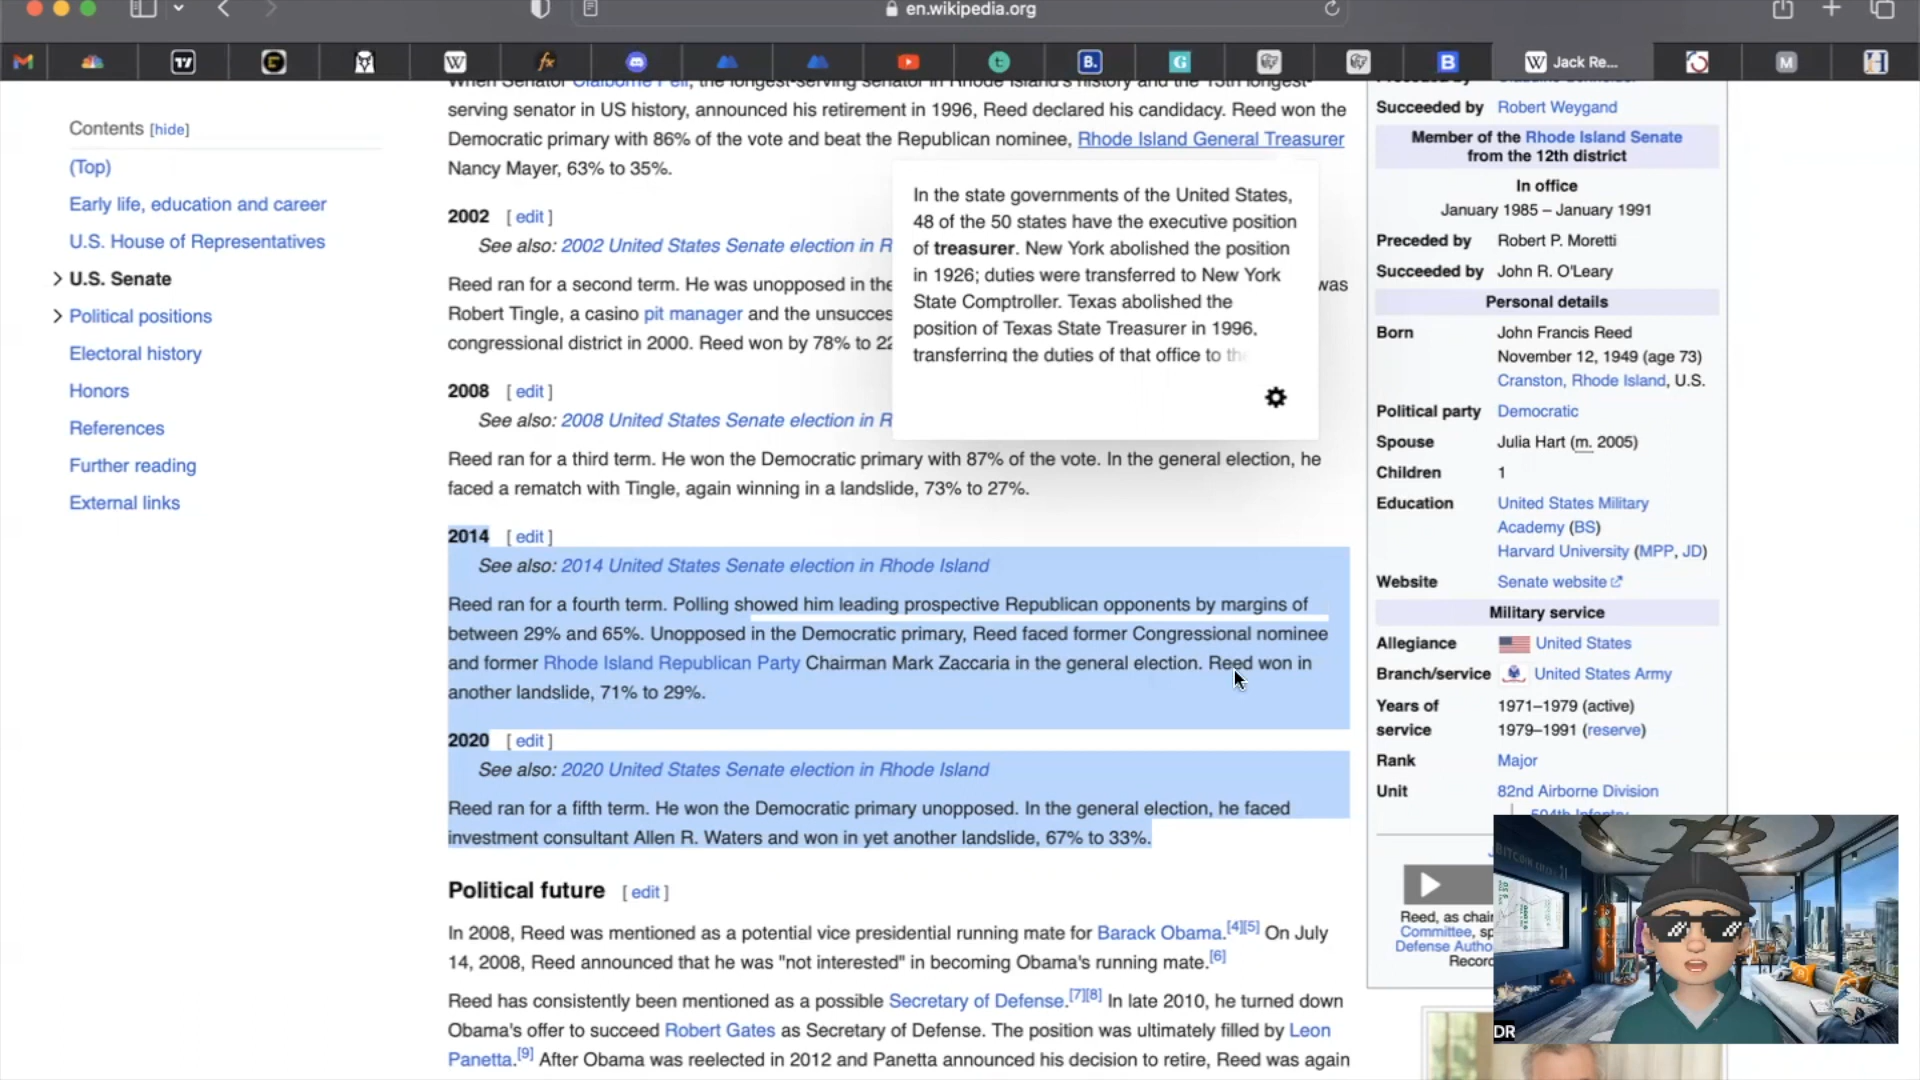 en.wikipedia.org
Jack Re...
Contents [hide]
(Top)
Early life, education and career
U.S. House of Representatives
U.S. Senate
Political positions
Electoral history
Honors
References
Further reading
External links
When Senator Claiborne Pell, the longest-serving senator in Rhode Island's history and the 13th longest-
serving senator in US history, announced his retirement in 1996, Reed declared his candidacy. Reed won the
Democratic primary with 86% of the vote and beat the Republican nominee, Rhode Island General Treasurer
Nancy Mayer, 63% to 35%.
2002 [ edit ]
See also: 2002 United States Senate election in R
Reed ran for a second term. He was unopposed in the was
Robert Tingle, a casino pit manager and the unsucces
congressional district in 2000. Reed won by 78% to 22
2008 [ edit ]
See also: 2008 United States Senate election in R
Reed ran for a third term. He won the Democratic primary with 87% of the vote. In the general election, he
faced a rematch with Tingle, again winning in a landslide, 73% to 27%.
2014 [ edit ]
See also: 2014 United States Senate election in Rhode Island
Reed ran for a fourth term. Polling showed him leading prospective Republican opponents by margins of
between 29% and 65%. Unopposed in the Democratic primary, Reed faced former Congressional nominee
and former Rhode Island Republican Party Chairman Mark Zaccaria in the general election. Reed won in
another landslide, 71% to 29%.
2020 [ edit ]
See also: 2020 United States Senate election in Rhode Island
Reed ran for a fifth term. He won the Democratic primary unopposed. In the general election, he faced
investment consultant Allen R. Waters and won in yet another landslide, 67% to 33%.
Political future [ edit ]
In 2008, Reed was mentioned as a potential vice presidential running mate for Barack Obama.[4][5] On July
14, 2008, Reed announced that he was "not interested" in becoming Obama's running mate.[6]
Reed has consistently been mentioned as a possible Secretary of Defense.[7][8] In late 2010, he turned down
Obama's offer to succeed Robert Gates as Secretary of Defense. The position was ultimately filled by Leon
Panetta.[9] After Obama was reelected in 2012 and Panetta announced his decision to retire, Reed was again
In the state governments of the United States,
48 of the 50 states have the executive position
of treasurer. New York abolished the position
in 1926; duties were transferred to New York
State Comptroller. Texas abolished the
position of Texas State Treasurer in 1996,
transferring the duties of that office to the
Succeeded by Robert Weygand
Member of the Rhode Island Senate
from the 12th district
In office
January 1985 – January 1991
Preceded by Robert P. Moretti
Succeeded by John R. O'Leary
Personal details
Born John Francis Reed
November 12, 1949 (age 73)
Cranston, Rhode Island, U.S.
Political party Democratic
Spouse Julia Hart (m. 2005)
Children 1
Education United States Military
Academy (BS)
Harvard University (MPP, JD)
Website Senate website
Military service
Allegiance United States
Branch/service United States Army
Years of 1971–1979 (active)
service 1979–1991 (reserve)
Rank Major
Unit 82nd Airborne Division
504th Infantry
Reed, as chair
Committee, sp
Defense Autho
Record
DR